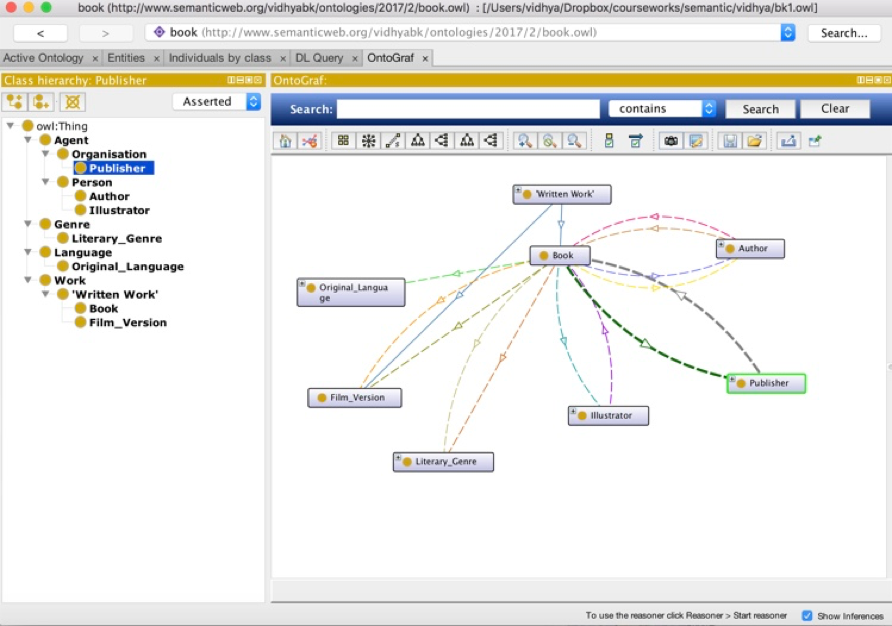 book (http://www.semanticweb.org/vidhyabk/ontologies/2017/2/book.owl) : [/Users/vidhya/Dropbox/courseworks/semantic/vidhya/bk1.owl]
< > book (http://www.semanticweb.org/vidhyabk/ontologies/2017/2/book.owl) Search...
Active Ontology × Entities × Individuals by class × DL Query × OntoGraf ×
Class hierarchy: Publisher
Asserted
owl:Thing
Agent
Organisation
Publisher
Person
Author
Illustrator
Genre
Literary_Genre
Language
Original_Language
Work
'Written Work'
Book
Film_Version
OntoGraf:
Search: contains Search Clear
'Written Work'
Author
Book
Original_Langua
ge
Publisher
Film_Version
Illustrator
Literary_Genre
To use the reasoner click Reasoner > Start reasoner Show Inferences